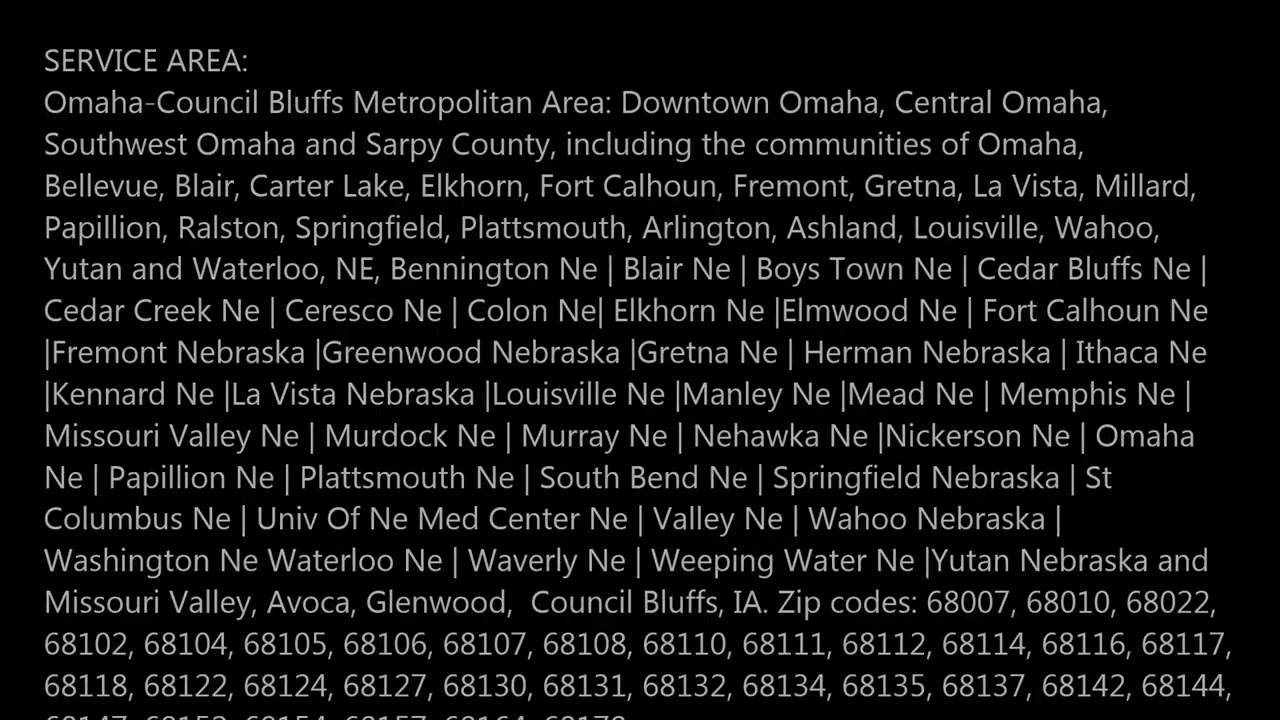 SERVICE AREA:
Omaha-Council Bluffs Metropolitan Area: Downtown Omaha, Central Omaha,
Southwest Omaha and Sarpy County, including the communities of Omaha,
Bellevue, Blair, Carter Lake, Elkhorn, Fort Calhoun, Fremont, Gretna, La Vista, Millard,
Papillion, Ralston, Springfield, Plattsmouth, Arlington, Ashland, Louisville, Wahoo,
Yutan and Waterloo, NE, Bennington Ne | Blair Ne | Boys Town Ne | Cedar Bluffs Ne |
Cedar Creek Ne | Ceresco Ne | Colon Ne| Elkhorn Ne |Elmwood Ne | Fort Calhoun Ne
|Fremont Nebraska |Greenwood Nebraska |Gretna Ne | Herman Nebraska | Ithaca Ne
|Kennard Ne |La Vista Nebraska |Louisville Ne |Manley Ne |Mead Ne | Memphis Ne |
Missouri Valley Ne | Murdock Ne | Murray Ne | Nehawka Ne |Nickerson Ne | Omaha
Ne | Papillion Ne | Plattsmouth Ne | South Bend Ne | Springfield Nebraska | St
Columbus Ne | Univ Of Ne Med Center Ne | Valley Ne | Wahoo Nebraska |
Washington Ne Waterloo Ne | Waverly Ne | Weeping Water Ne |Yutan Nebraska and
Missouri Valley, Avoca, Glenwood,  Council Bluffs, IA. Zip codes: 68007, 68010, 68022,
68102, 68104, 68105, 68106, 68107, 68108, 68110, 68111, 68112, 68114, 68116, 68117,
68118, 68122, 68124, 68127, 68130, 68131, 68132, 68134, 68135, 68137, 68142, 68144,